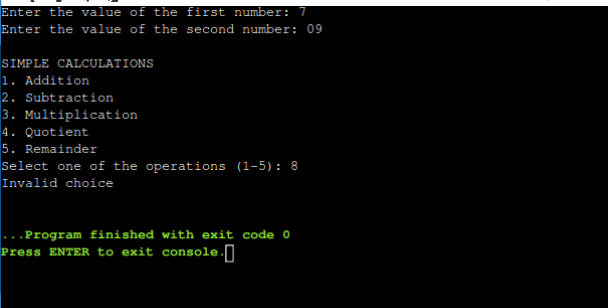 Enter the value of the first number: 7
Enter the value of the second number: 09
SIMPLE CALCULATIONS
1. Addition
2. Subtraction
3. Multiplication
4. Quotient
5. Remainder
Select one of the operations (1-5): 8
Invalid choice
...Program finished with exit code 0
Press ENTER to exit console.